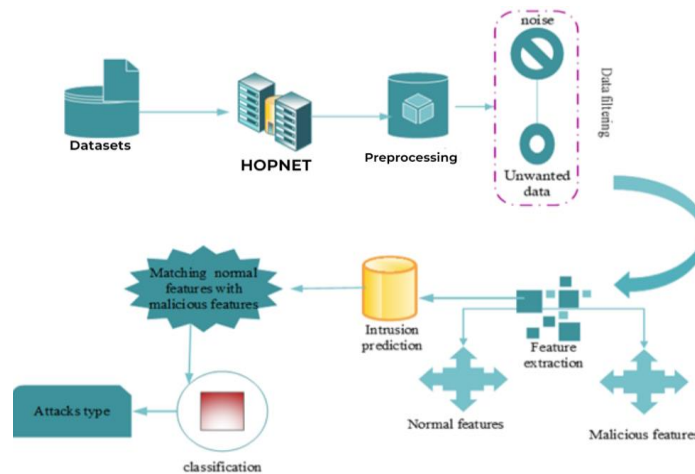 noise
Data filtering
Unwanted
data
Datasets
HOPNET
Preprocessing
Matching normal
features with
malicious features
Intrusion
prediction
Feature
extraction
Normal features
Malicious features
Attacks type
classification